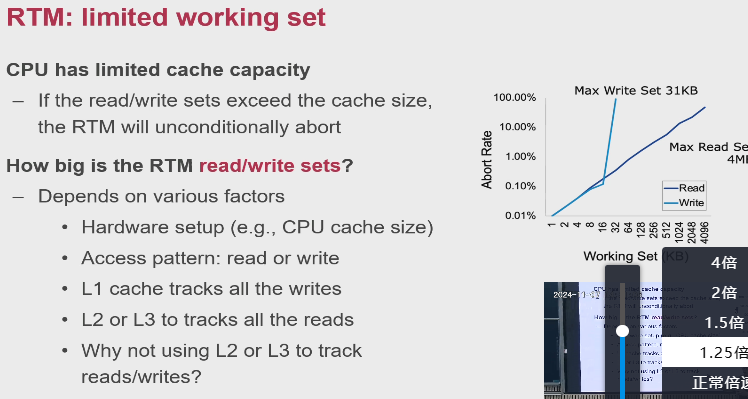 RTM: limited working set
CPU has limited cache capacity
– If the read/write sets exceed the cache size,
the RTM will unconditionally abort
How big is the RTM read/write sets?
– Depends on various factors
• Hardware setup (e.g., CPU cache size)
• Access pattern: read or write
• L1 cache tracks all the writes
• L2 or L3 to tracks all the reads
• Why not using L2 or L3 to track
reads/writes?
Max Write Set 31KB
100.00%
10.00%
1.00%
0.10%
0.01%
Abort Rate
Max Read Se
4M
Read
Write
1 2 4 8 16 32 64 128 256 512 1024 2048 4096
Working Set (KB)
4倍
2倍
1.5倍
1.25倍
正常倍速